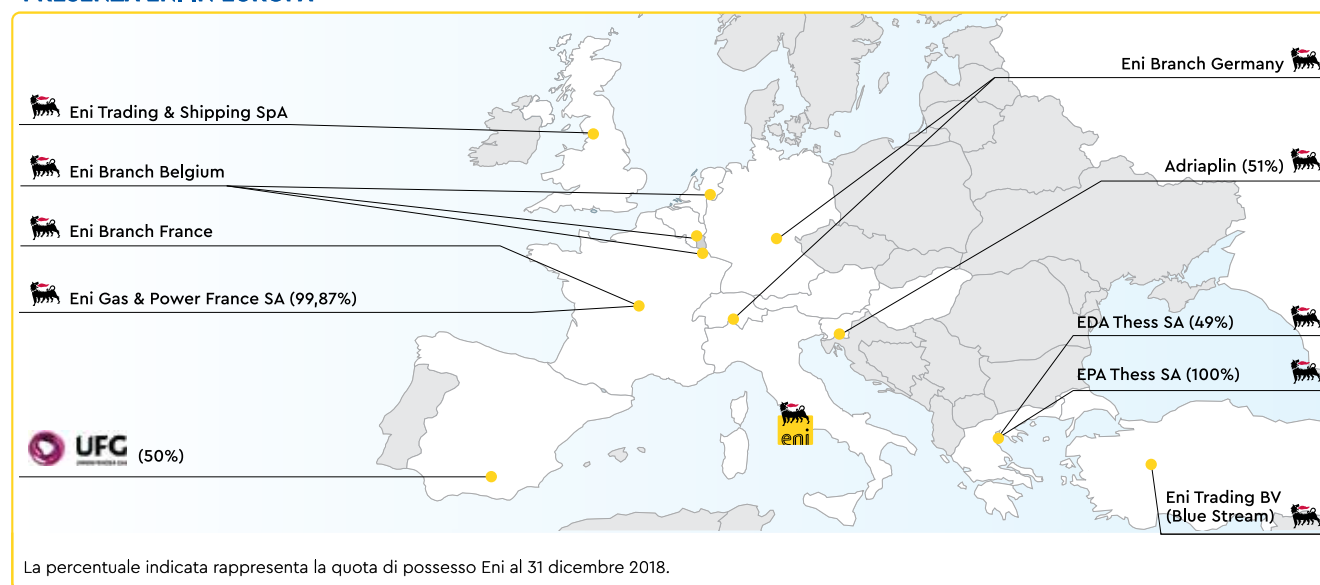 Eni Trading & Shipping SpA
Eni Branch Belgium
Eni Branch France
Eni Gas & Power France SA (99,87%)
UFG
(50%)
Eni Branch Germany
Adriaplin (51%)
EDA Thess SA (49%)
EPA Thess SA (100%)
Eni Trading BV
(Blue Stream)
eni
La percentuale indicata rappresenta la quota di possesso Eni al 31 dicembre 2018.